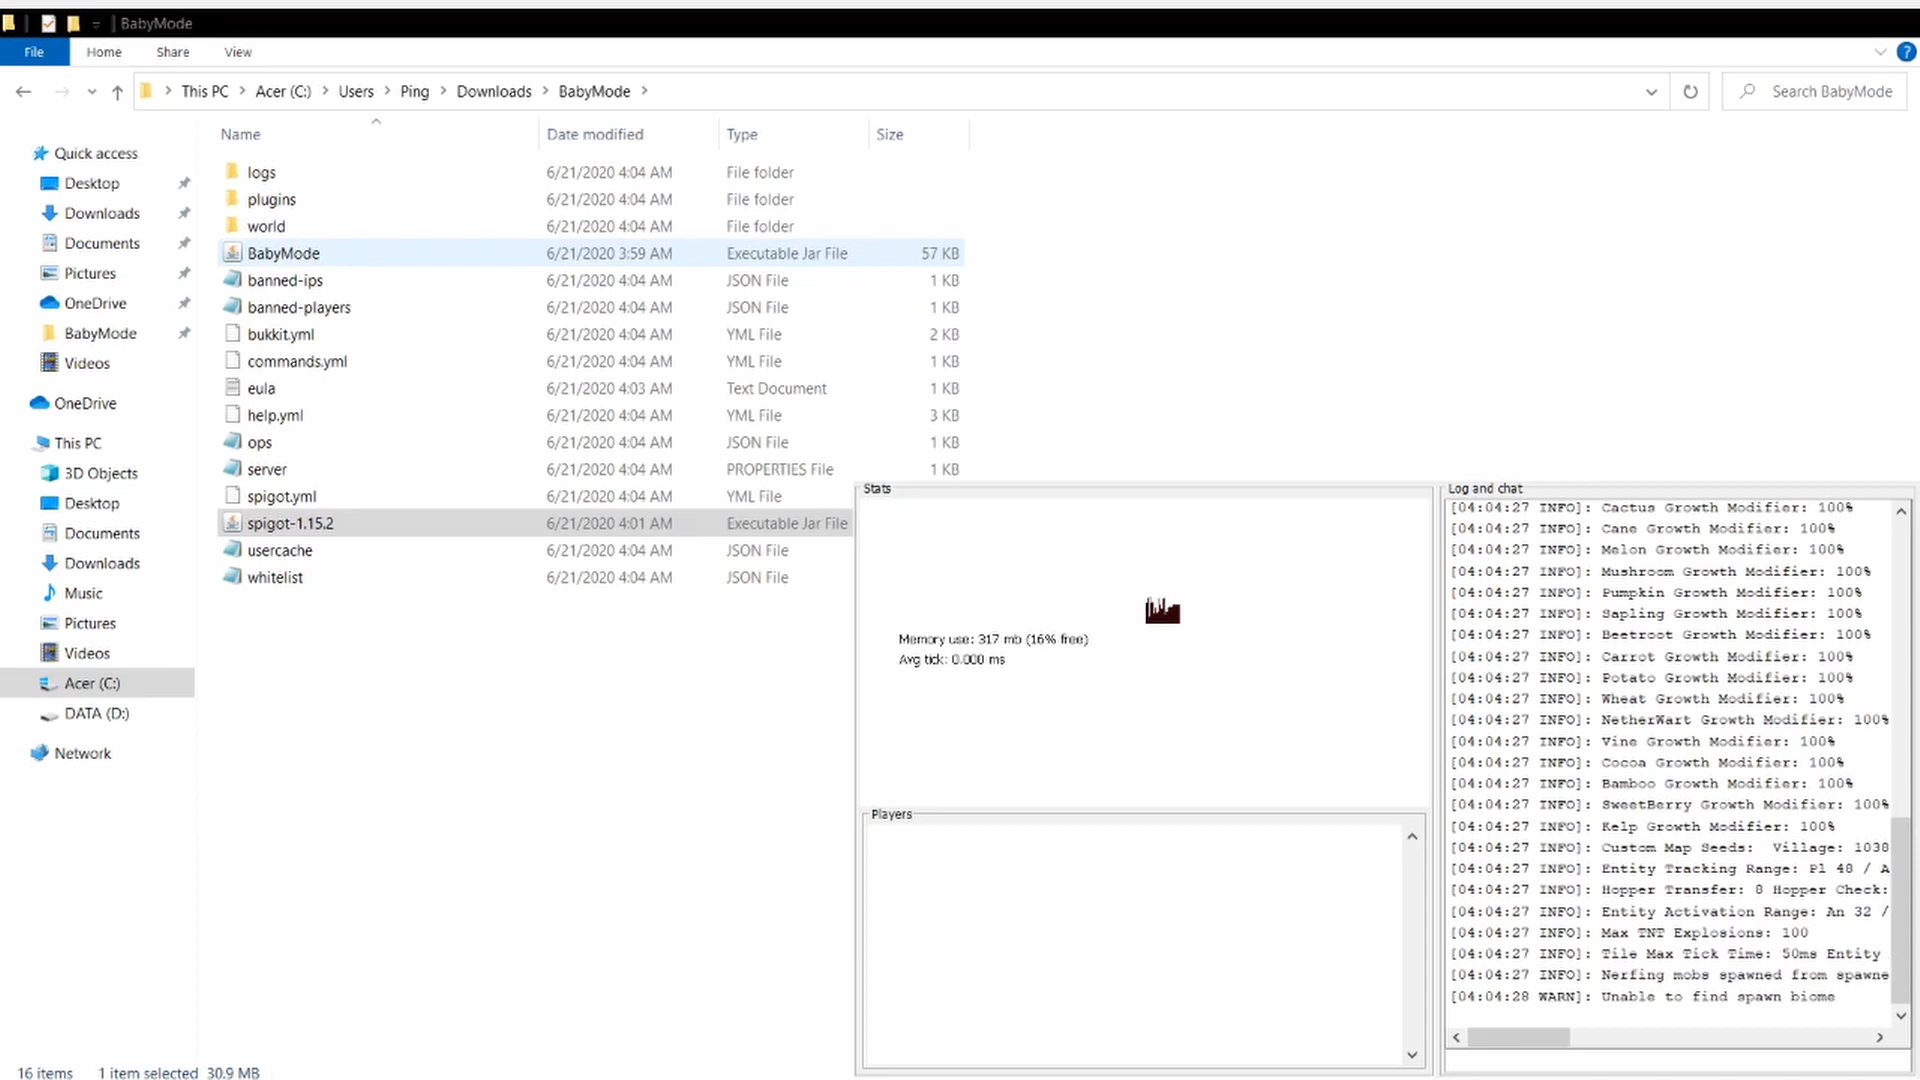 BabyMode
File Home Share View
This PC Acer (C:) Users Ping Downloads BabyMode
Search BabyMode
Name Date modified Type Size
Quick access
Desktop
Downloads
Documents
Pictures
OneDrive
BabyMode
Videos
OneDrive
This PC
3D Objects
Desktop
Documents
Downloads
Music
Pictures
Videos
Acer (C:)
DATA (D:)
Network
logs 6/21/2020 4:04 AM File folder
plugins 6/21/2020 4:04 AM File folder
world 6/21/2020 4:04 AM File folder
BabyMode 6/21/2020 3:59 AM Executable Jar File 57 KB
banned-ips 6/21/2020 4:04 AM JSON File 1 KB
banned-players 6/21/2020 4:04 AM JSON File 1 KB
bukkit.yml 6/21/2020 4:04 AM YML File 2 KB
commands.yml 6/21/2020 4:04 AM YML File 1 KB
eula 6/21/2020 4:03 AM Text Document 1 KB
help.yml 6/21/2020 4:04 AM YML File 3 KB
ops 6/21/2020 4:04 AM JSON File 1 KB
server 6/21/2020 4:04 AM PROPERTIES File 1 KB
spigot.yml 6/21/2020 4:04 AM YML File
spigot-1.15.2 6/21/2020 4:01 AM Executable Jar File
usercache 6/21/2020 4:04 AM JSON File
whitelist 6/21/2020 4:04 AM JSON File
Stats
Memory use: 317 mb (16% free)
Avg tick: 0.000 ms
Players
Log and chat
[04:04:27 INFO]: Cactus Growth Modifier: 100%
[04:04:27 INFO]: Cane Growth Modifier: 100%
[04:04:27 INFO]: Melon Growth Modifier: 100%
[04:04:27 INFO]: Mushroom Growth Modifier: 100%
[04:04:27 INFO]: Pumpkin Growth Modifier: 100%
[04:04:27 INFO]: Sapling Growth Modifier: 100%
[04:04:27 INFO]: Beetroot Growth Modifier: 100%
[04:04:27 INFO]: Carrot Growth Modifier: 100%
[04:04:27 INFO]: Potato Growth Modifier: 100%
[04:04:27 INFO]: Wheat Growth Modifier: 100%
[04:04:27 INFO]: NetherWart Growth Modifier: 100%
[04:04:27 INFO]: Vine Growth Modifier: 100%
[04:04:27 INFO]: Cocoa Growth Modifier: 100%
[04:04:27 INFO]: Bamboo Growth Modifier: 100%
[04:04:27 INFO]: SweetBerry Growth Modifier: 100%
[04:04:27 INFO]: Kelp Growth Modifier: 100%
[04:04:27 INFO]: Custom Map Seeds: Village: 1038
[04:04:27 INFO]: Entity Tracking Range: Pl 48 / A
[04:04:27 INFO]: Hopper Transfer: 8 Hopper Check:
[04:04:27 INFO]: Entity Activation Range: An 32 /
[04:04:27 INFO]: Max TNT Explosions: 100
[04:04:27 INFO]: Tile Max Tick Time: 50ms Entity
[04:04:27 INFO]: Nerfing mobs spawned from spawne
[04:04:28 WARN]: Unable to find spawn biome
16 items 1 item selected 30.9 MB